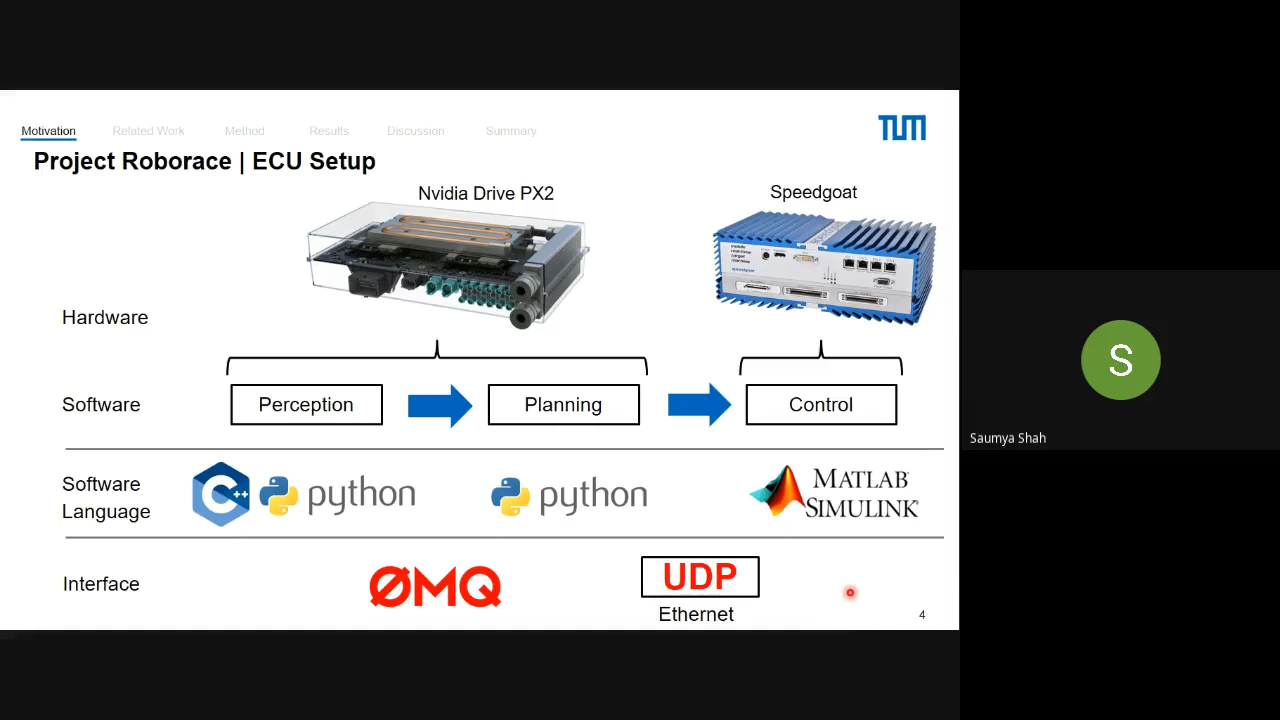 Motivation Related Work Method Results Discussion Summary
TUM
Project Roborace | ECU Setup
Nvidia Drive PX2
Speedgoat
speedgoat
Hardware
Software
Perception
Planning
Control
Software
Language
C++
python
python
MATLAB
SIMULINK
Interface
ØMQ
UDP
Ethernet
4
S
Saumya Shah